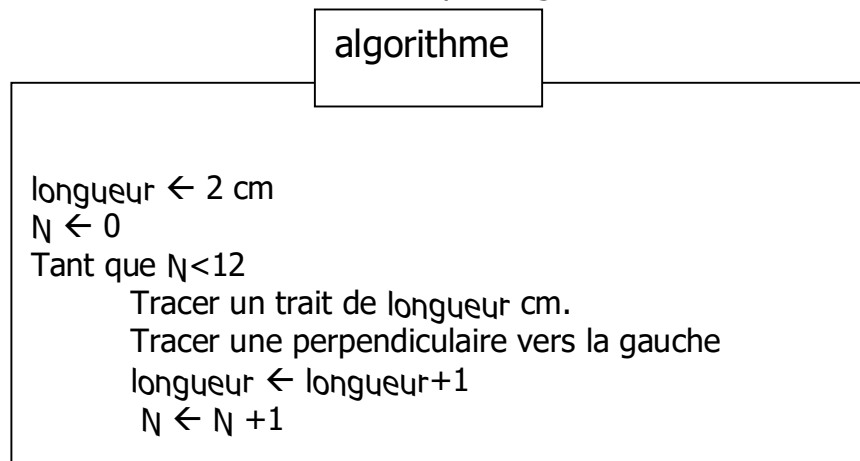 algorithme
longueur ← 2 cm
N ← 0
Tant que N<12
Tracer un trait de longueur cm.
Tracer une perpendiculaire vers la gauche
longueur ← longueur+1
N ← N +1